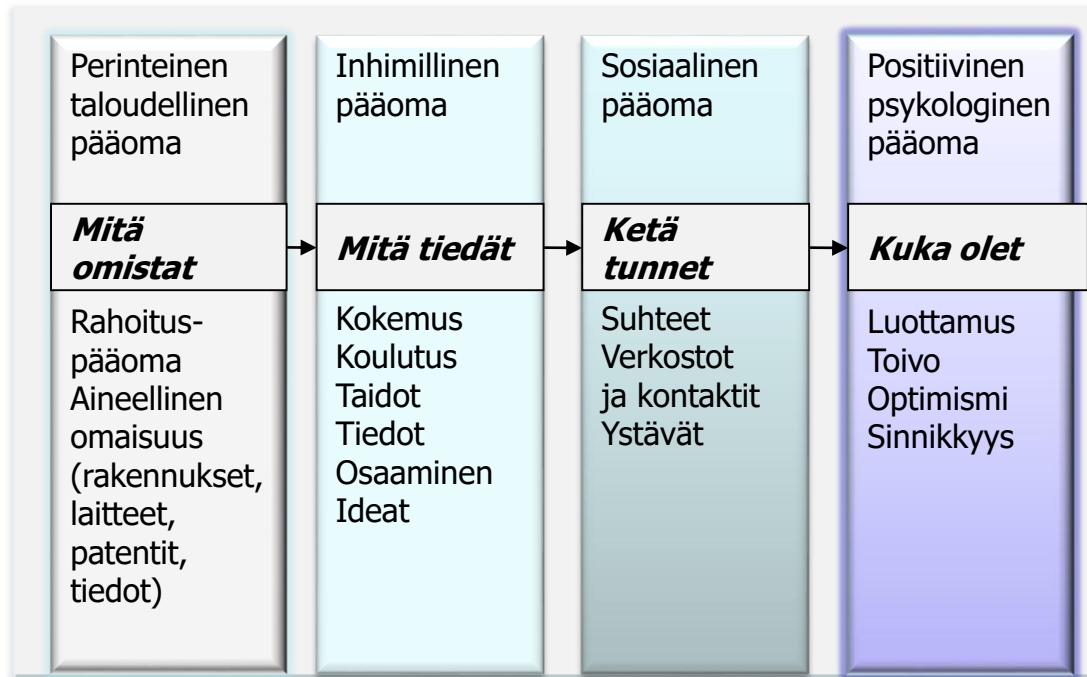 Perinteinen
taloudellinen
pääoma
Mitä
omistat
Rahoitus-
pääoma
Aineellinen
omaisuus
(rakennukset,
laitteet,
patentit,
tiedot)
Inhimillinen
pääoma
Mitä tiedät
Kokemus
Koulutus
Taidot
Tiedot
Osaaminen
Ideat
Sosiaalinen
pääoma
Ketä
tunnet
Suhteet
Verkostot
ja kontaktit
Ystävät
Positiivinen
psykologinen
pääoma
Kuka olet
Luottamus
Toivo
Optimismi
Sinnikkyys